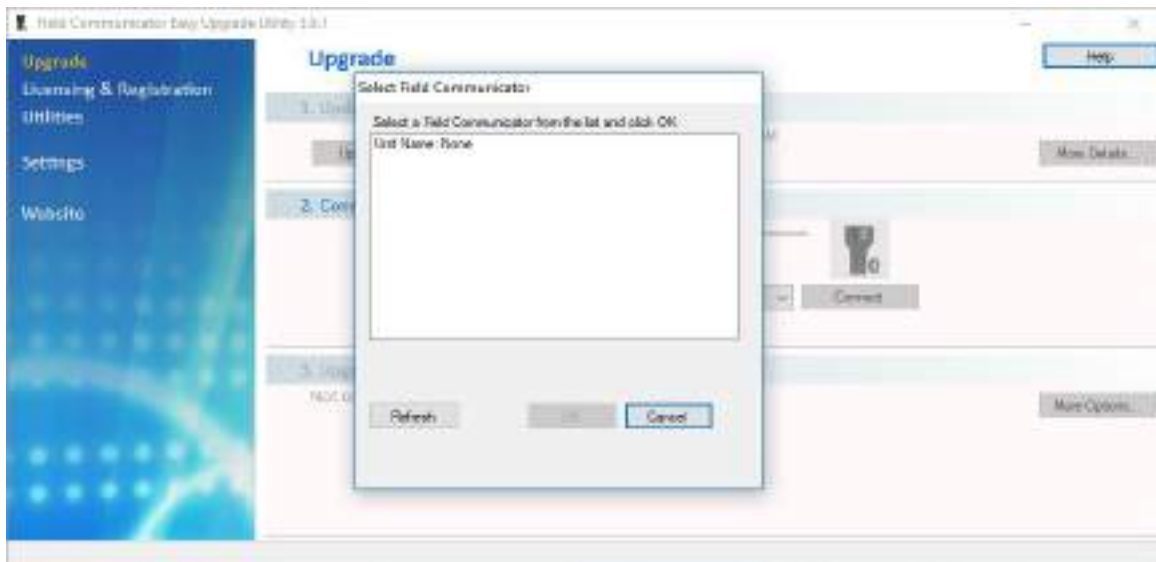 Field Communicator Easy Upgrade Utility
Upgrade
Licensing & Registration
Utilities
Settings
Website
Upgrade
Help
Select Field Communicator
Select a Field Communicator from the list and click OK
Unit Name: None
More Details...
Connect
Refresh
OK
Cancel
More Options...